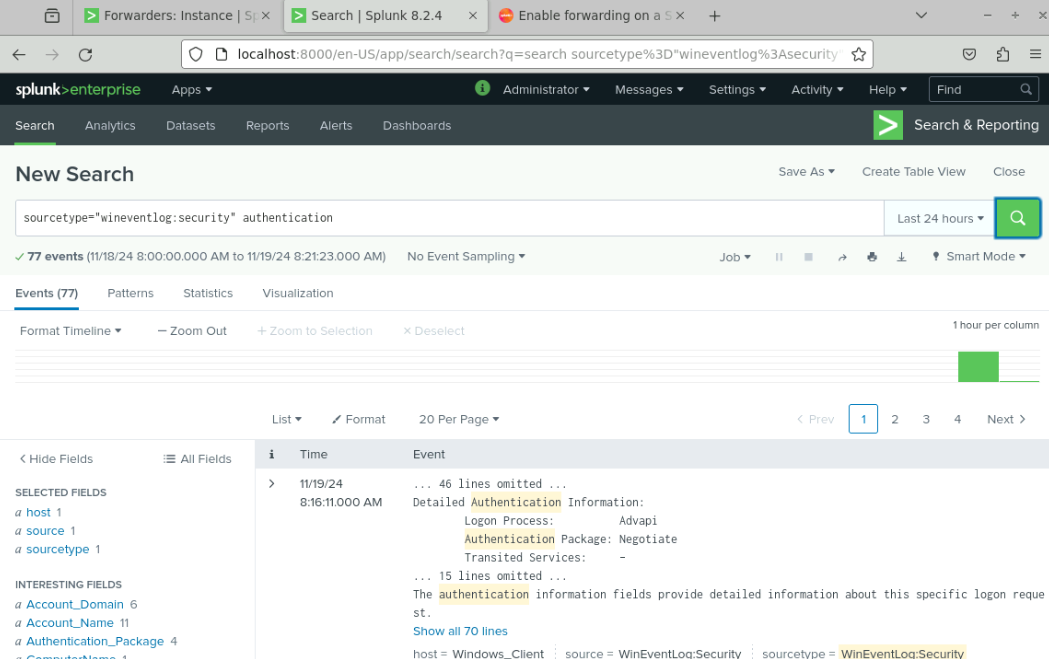 Forwarders: Instance | Sp
Search | Splunk 8.2.4
Enable forwarding on a S
localhost:8000/en-US/app/search/search?q=search sourcetype%3D"wineventlog%3Asecurity"
splunk>enterprise Apps Administrator Messages Settings Activity Help Find
Search Analytics Datasets Reports Alerts Dashboards Search & Reporting
New Search Save As Create Table View Close
sourcetype="wineventlog:security" authentication Last 24 hours
77 events (11/18/24 8:00:00.000 AM to 11/19/24 8:21:23.000 AM) No Event Sampling Job Smart Mode
Events (77) Patterns Statistics Visualization
Format Timeline — Zoom Out + Zoom to Selection × Deselect 1 hour per column
List Format 20 Per Page < Prev 1 2 3 4 Next >
< Hide Fields All Fields i Time Event
SELECTED FIELDS
a host 1
a source 1
a sourcetype 1
INTERESTING FIELDS
a Account_Domain 6
a Account_Name 11
a Authentication_Package 4
a ComputerName 1
> 11/19/24
8:16:11.000 AM
... 46 lines omitted ...
Detailed Authentication Information:
Logon Process: Advapi
Authentication Package: Negotiate
Transited Services: -
... 15 lines omitted ...
The authentication information fields provide detailed information about this specific logon reque
st.
Show all 70 lines
host = Windows_Client source = WinEventLog:Security sourcetype = WinEventLog:Security